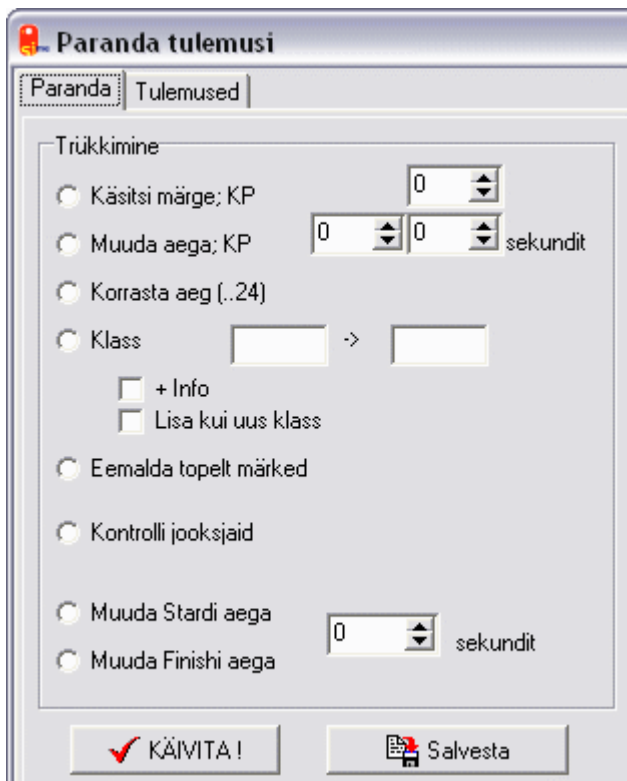 Paranda tulemusi
Paranda Tulemused
Trükkimine
Käsitsi märge; KP 0
Muuda aega; KP 0 0 sekundit
Korrasta aeg (..24)
Klass ->
+ Info
Lisa kui uus klass
Eemalda topelt märked
Kontrolli jooksjaid
Muuda Stardi aega
0 sekundit
Muuda Finishi aega
KÄIVITA ! Salvesta